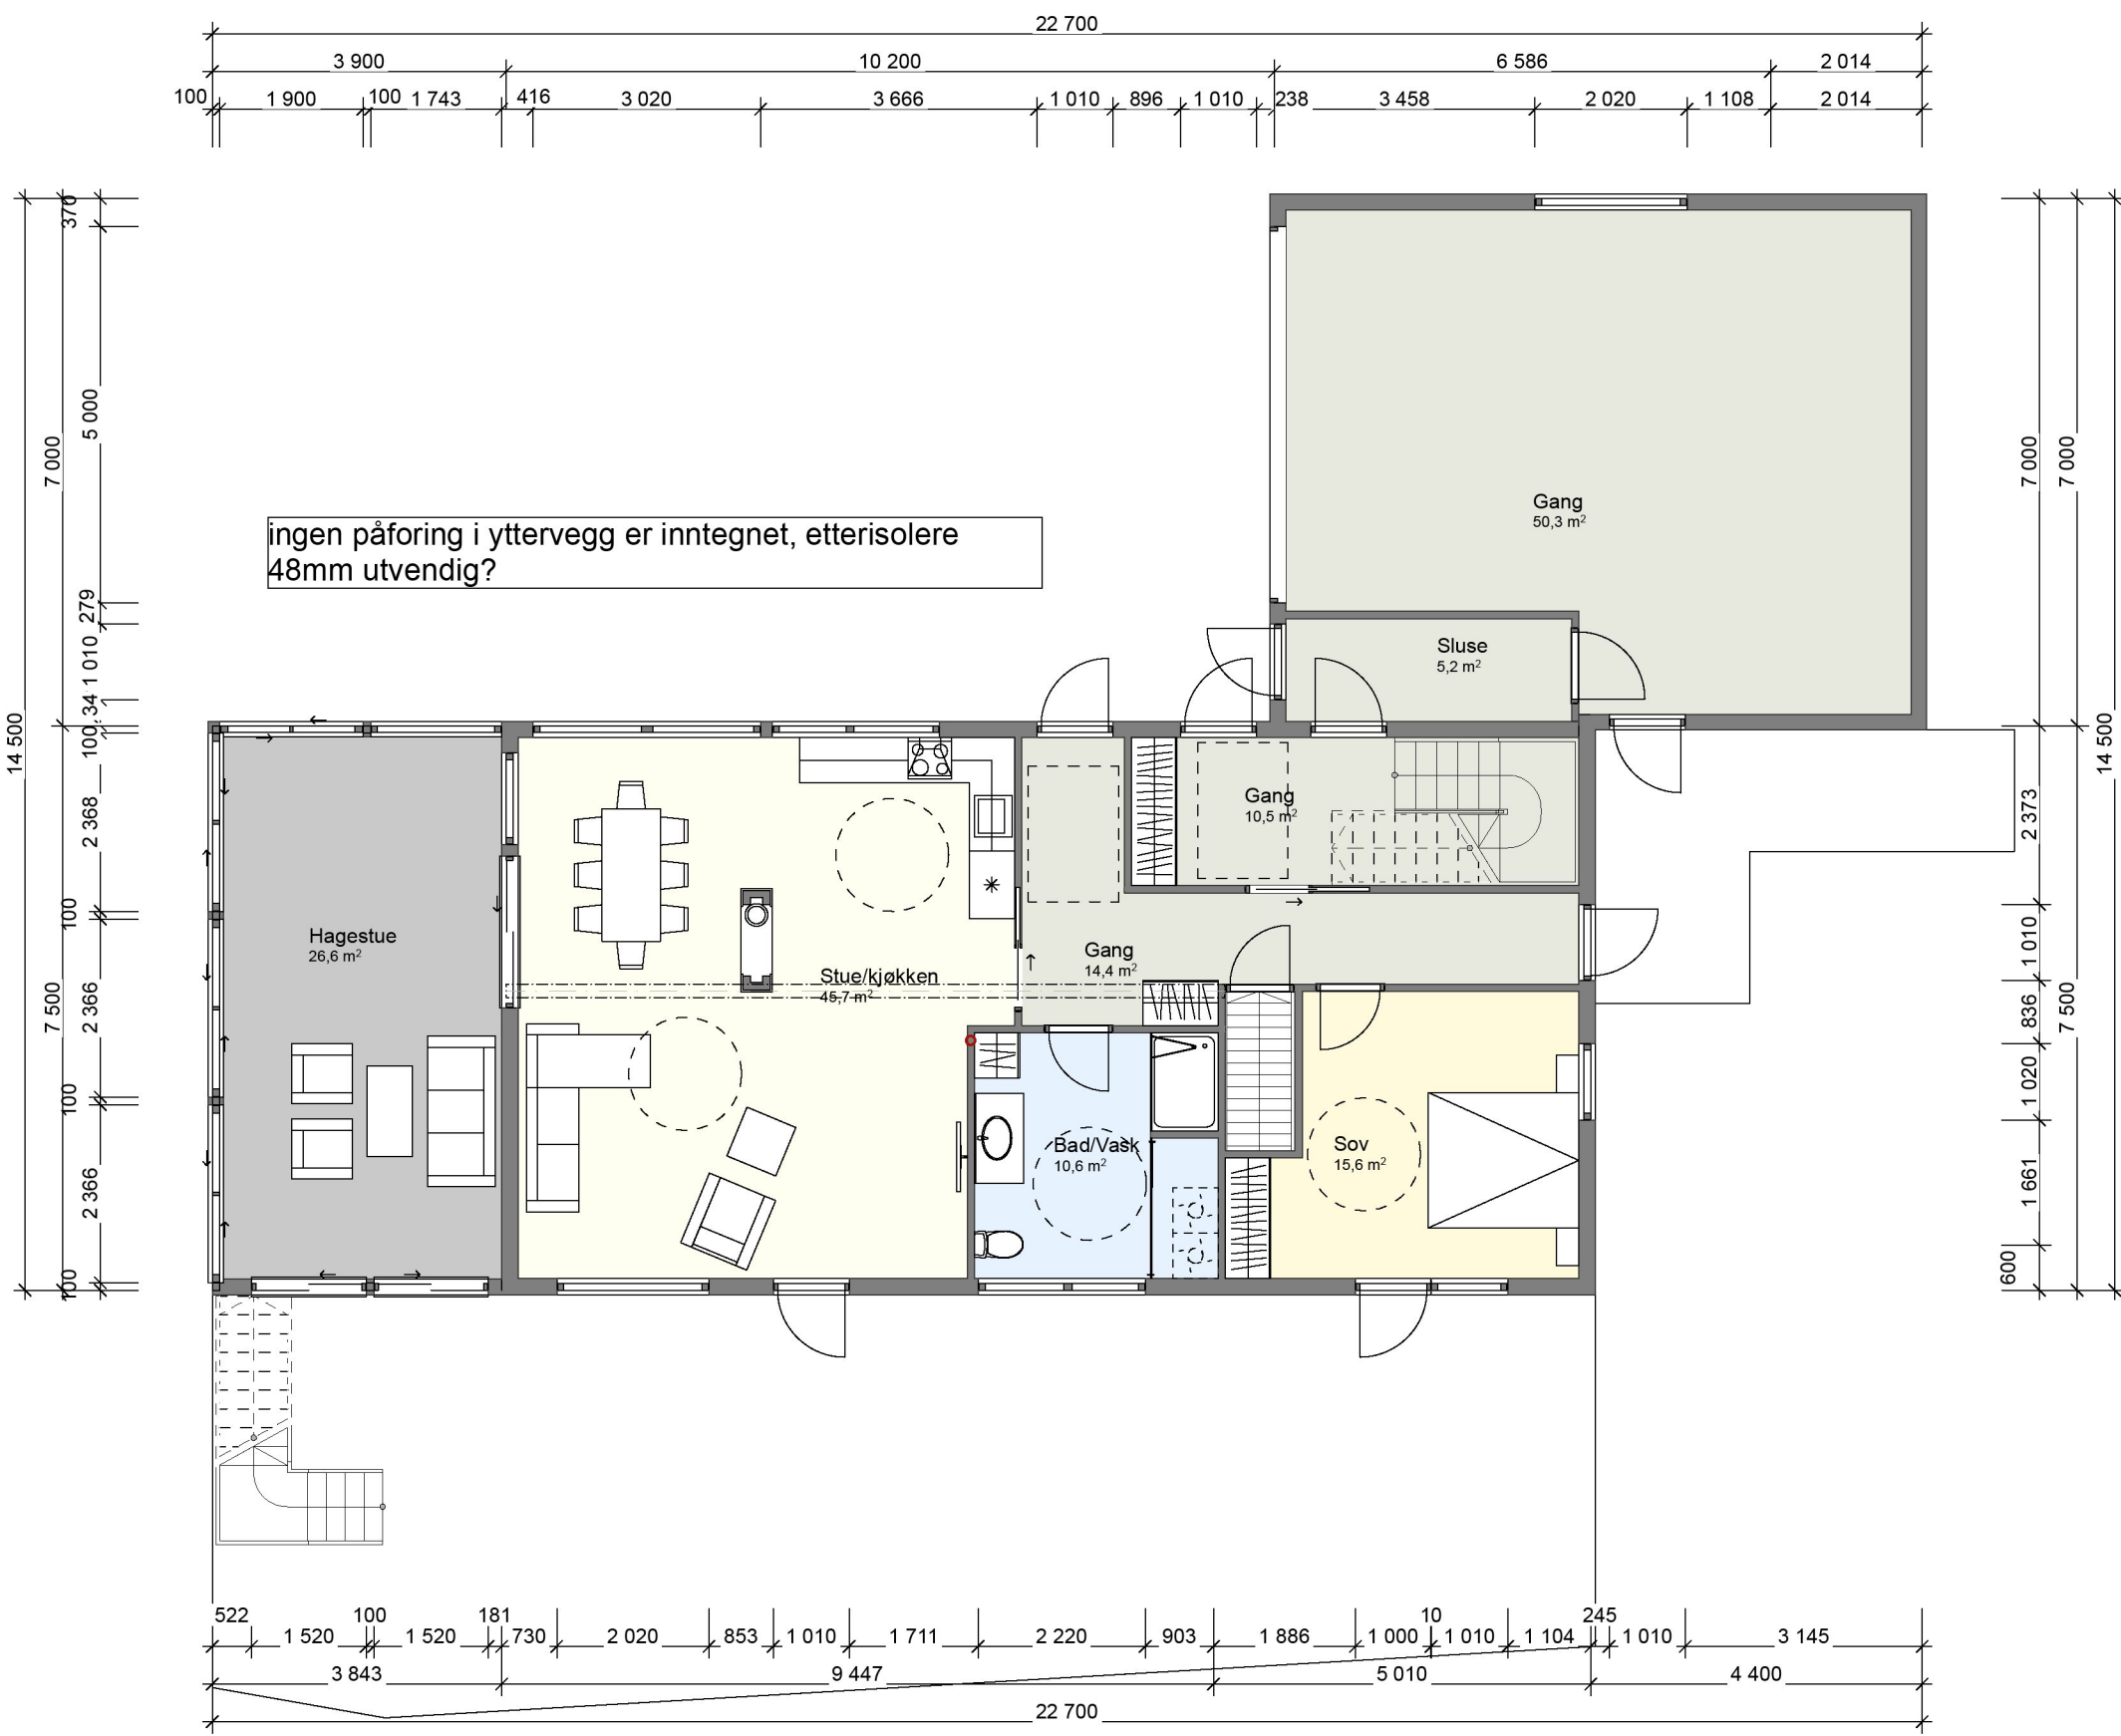 22 700
3 900 10 200 6 586 2 014
100 1 900 100 1 743 416 3 020 3 666 1 010 896 1 010 238 3 458 2 020 1 108 2 014
370
5 000
7 000
279
1 010
100,34
14 500
2 368
100
2 366
7 500
100
2 366
100
ingen påforing i yttervegg er inntegnet, etterisolere
48mm utvendig?
Gang
50,3 m²
Sluse
5,2 m²
Gang
10,5 m²
Hagestue
26,6 m²
Stue/kjøkken
45,7 m²
Gang
14,4 m²
Bad/Vask
10,6 m²
Sov
15,6 m²
7 000
7 000
14 500
2 373
1 010
836
7 500
1 020
1 661
600
522 100 181 10 245
1 520 1 520 730 2 020 853 1 010 1 711 2 220 903 1 886 1 000 1 010 1 104 1 010 3 145
3 843 9 447 5 010 4 400
22 700